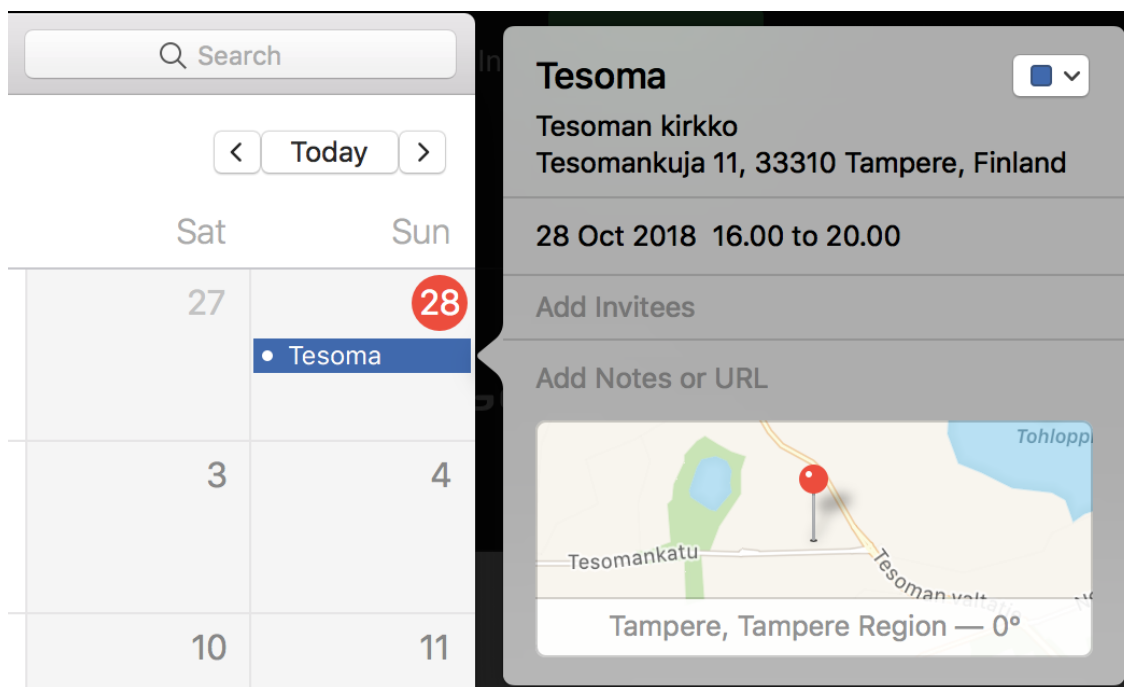 Search
In
Today
Sat Sun
27 28
Tesoma
3 4
10 11
Tesoma
Tesoman kirkko
Tesomankuja 11, 33310 Tampere, Finland
28 Oct 2018 16.00 to 20.00
Add Invitees
Add Notes or URL
Tohlopp
Tesomankatu
Tesoman valtatie
Tampere, Tampere Region — 0°